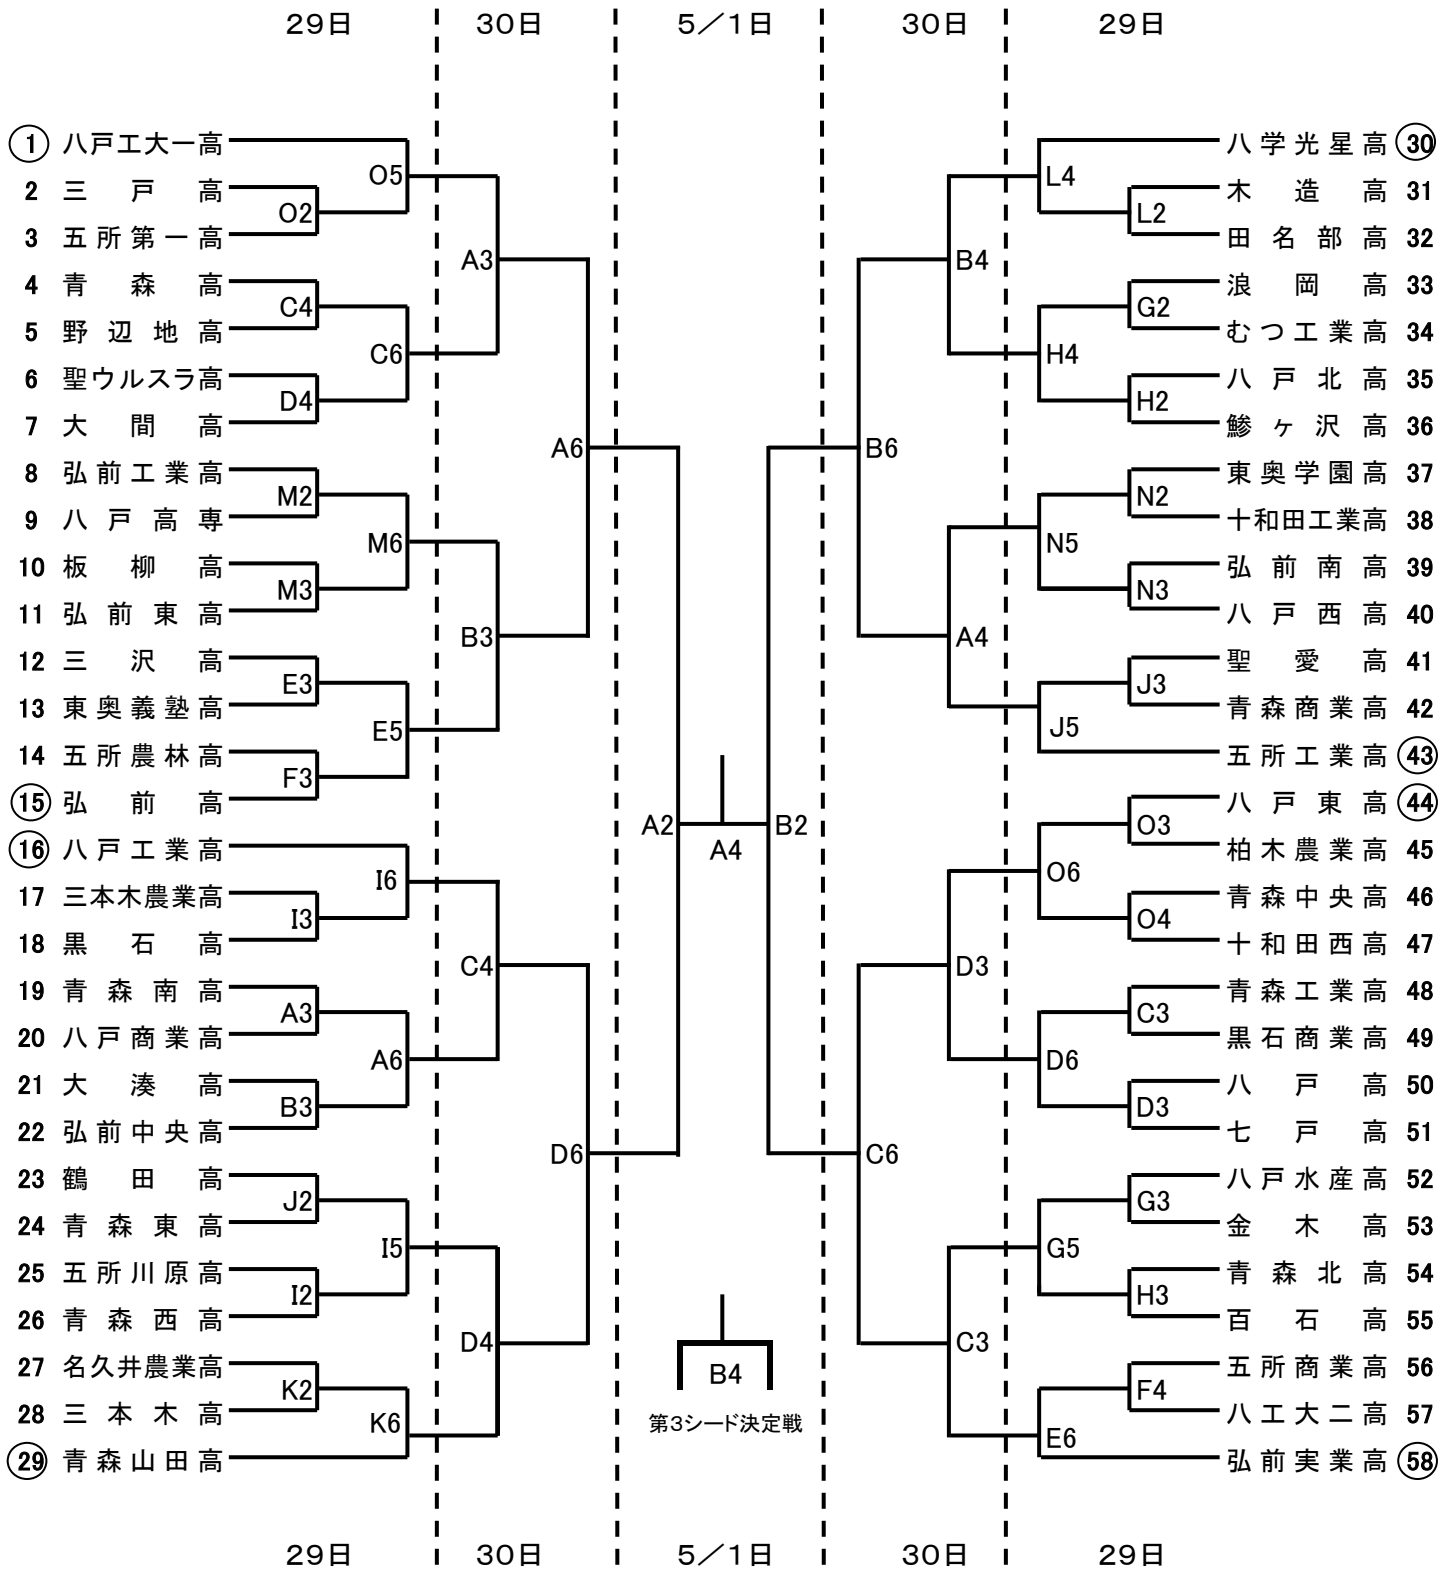 29日 30日 5／1日 30日 29日
1 八戸工大一高
2 三戸高
3 五所第一高
4 青森高
5 野辺地高
6 聖ウルスラ高
7 大間高
8 弘前工業高
9 八戸高専
10 板柳高
11 弘前東高
12 三沢高
13 東奥義塾高
14 五所農林高
15 弘前高
16 八戸工業高
17 三本木農業高
18 黒石高
19 青森南高
20 八戸商業高
21 大湊高
22 弘前中央高
23 鶴田高
24 青森東高
25 五所川原高
26 青森西高
27 名久井農業高
28 三本木高
29 青森山田高
O2
C4
D4
M2
M3
E3
F3
I3
A3
B3
J2
I2
K2
O5
C6
M6
E5
I6
A6
I5
K6
A3
B3
C4
D4
A6
D6
A2
A4
B2
B4
第3シード決定戦
B6
C6
B4
A4
D3
C3
L4
H4
N5
J5
O6
D6
G5
E6
L2
G2
H2
N2
N3
J3
O3
O4
C3
D3
G3
H3
F4
八学光星高 30
木造高 31
田名部高 32
浪岡高 33
むつ工業高 34
八戸北高 35
鯵ヶ沢高 36
東奥学園高 37
十和田工業高 38
弘前南高 39
八戸西高 40
聖愛高 41
青森商業高 42
五所工業高 43
八戸東高 44
柏木農業高 45
青森中央高 46
十和田西高 47
青森工業高 48
黒石商業高 49
八戸高 50
七戸高 51
八戸水産高 52
金木高 53
青森北高 54
百石高 55
五所商業高 56
八工大二高 57
弘前実業高 58
29日 30日 5／1日 30日 29日